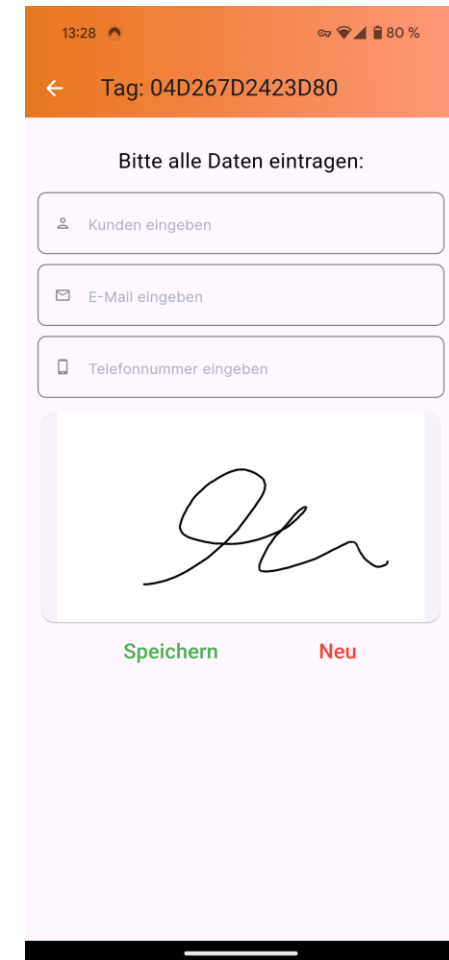 13:28 80 %
Tag: 04D267D2423D80
Bitte alle Daten eintragen:
Kunden eingeben
E-Mail eingeben
Telefonnummer eingeben
Speichern Neu